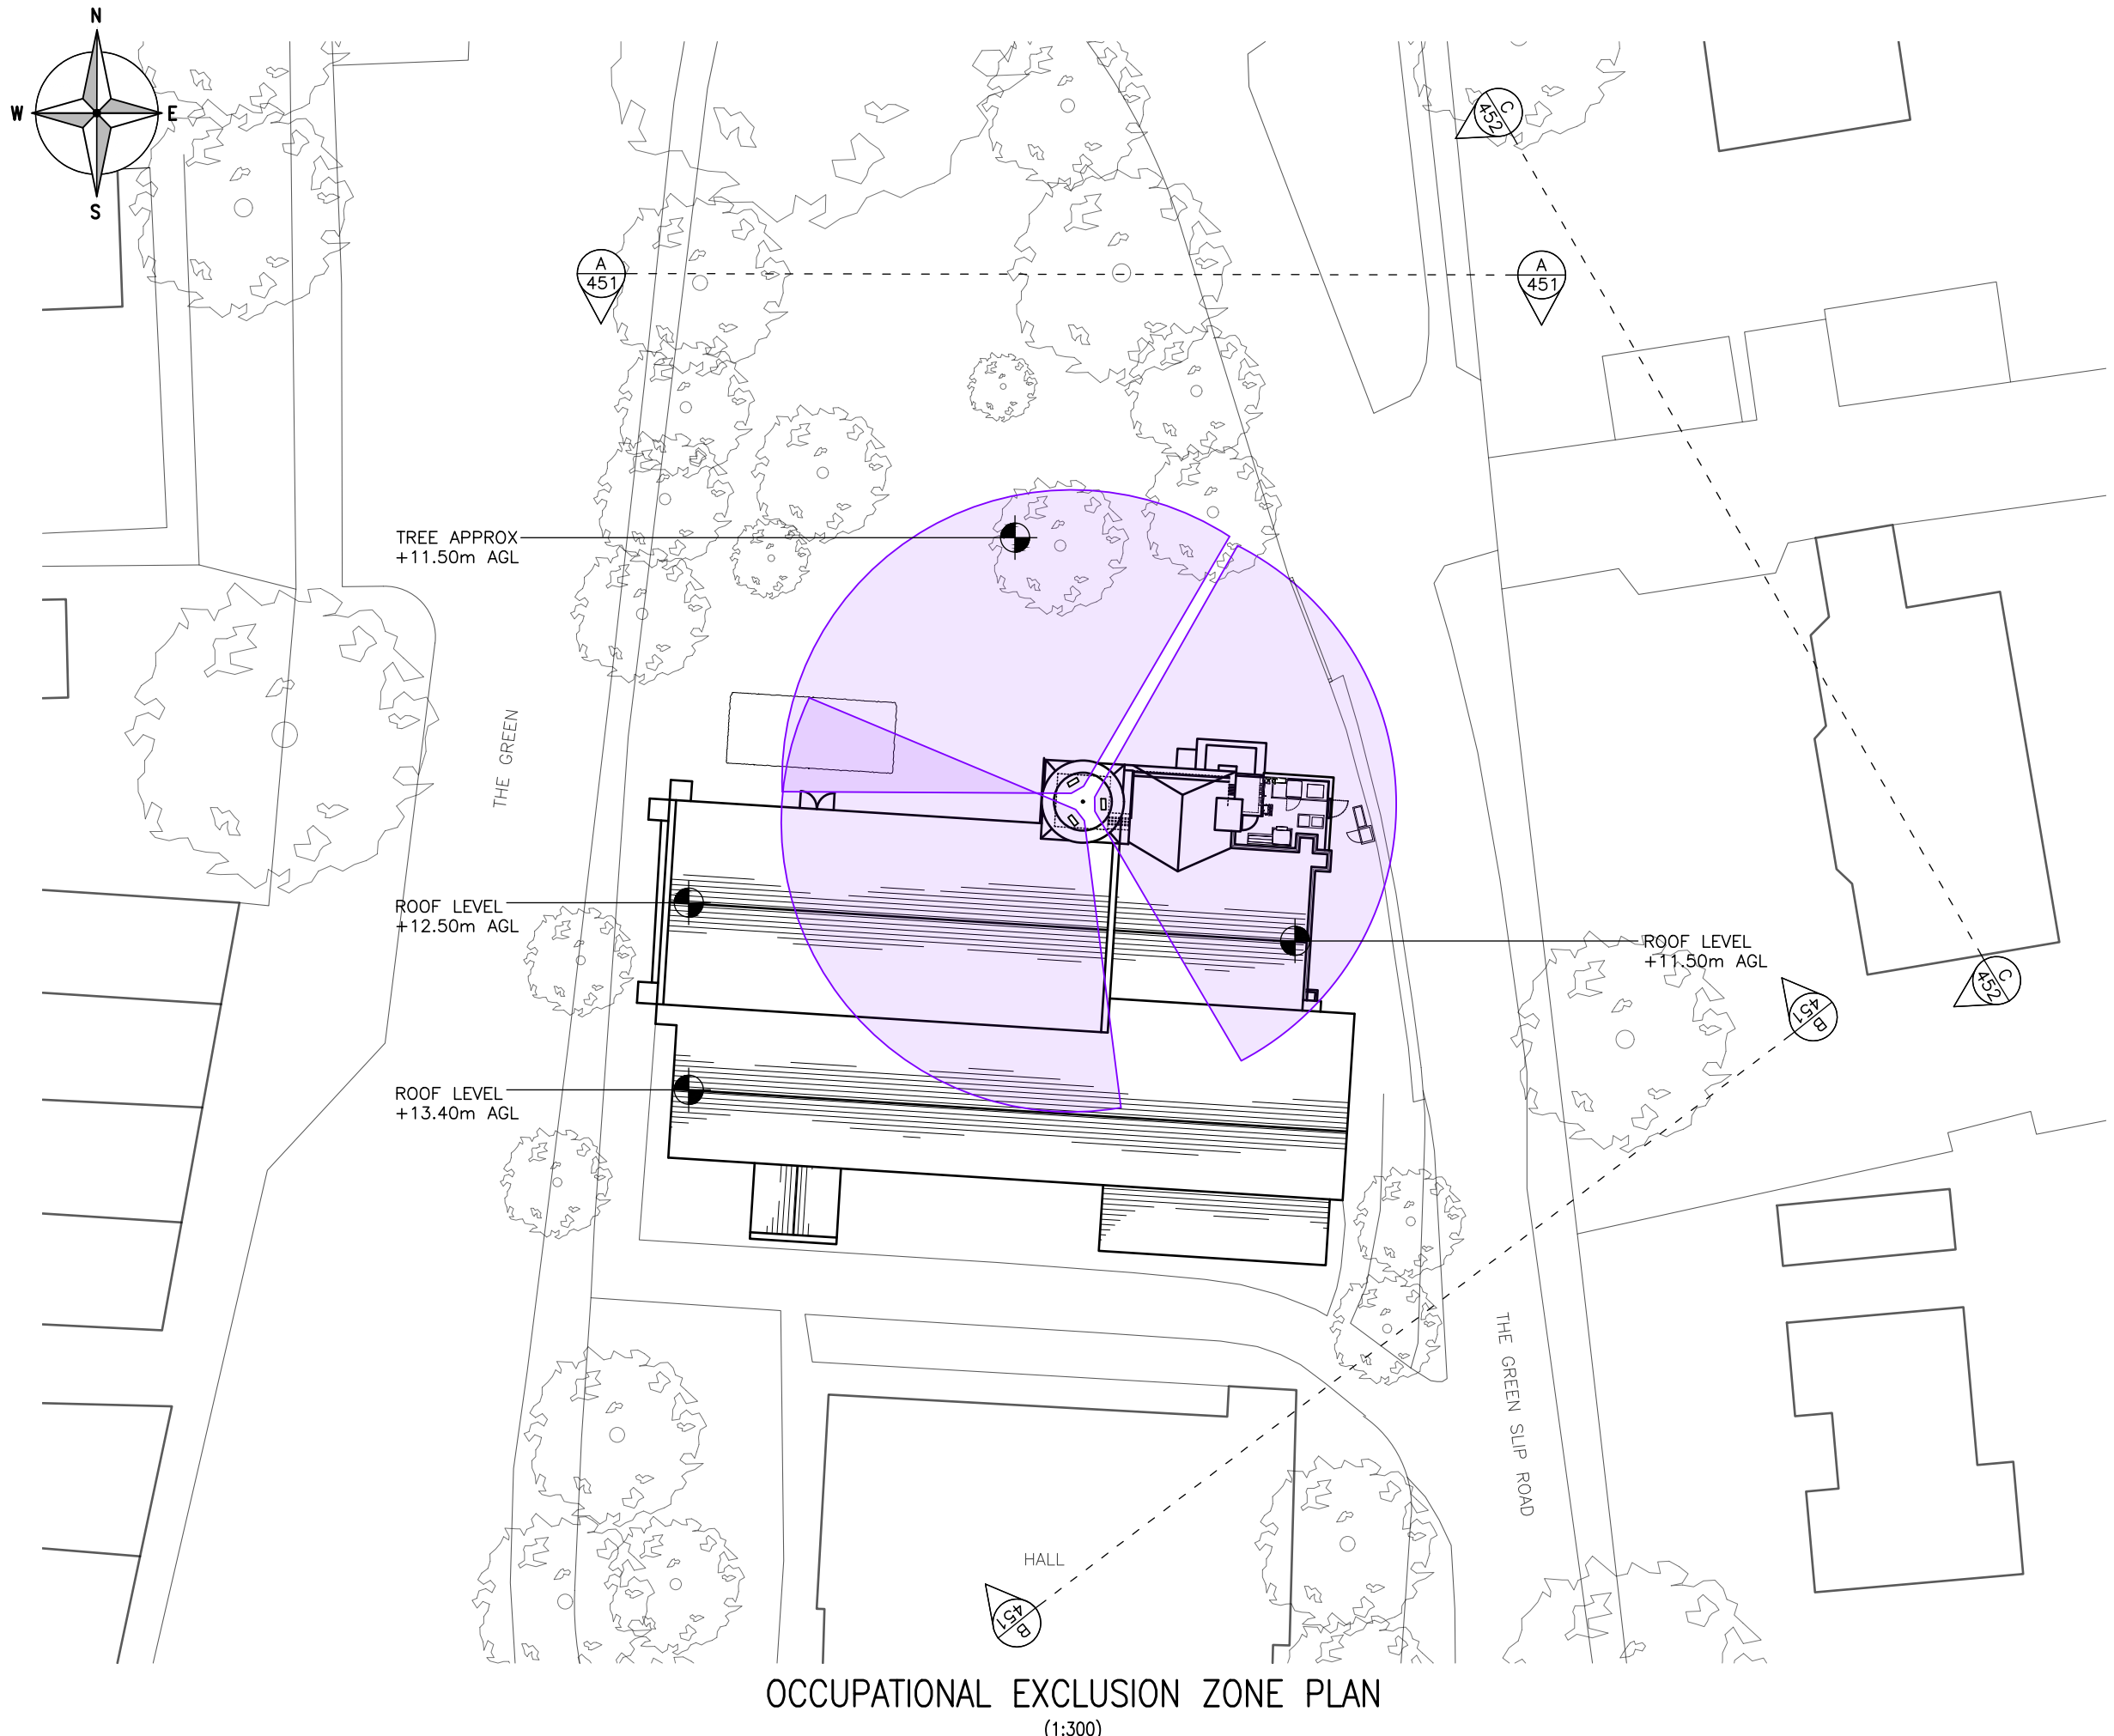 N
W
E
S
C
452
A
451
A
451
TREE APPROX
+11.50m AGL
THE GREEN
ROOF LEVEL
+12.50m AGL
ROOF LEVEL
+11.50m AGL
C
452
B
451
ROOF LEVEL
+13.40m AGL
THE GREEN SLIP ROAD
HALL
B
451
OCCUPATIONAL EXCLUSION ZONE PLAN
(1:300)